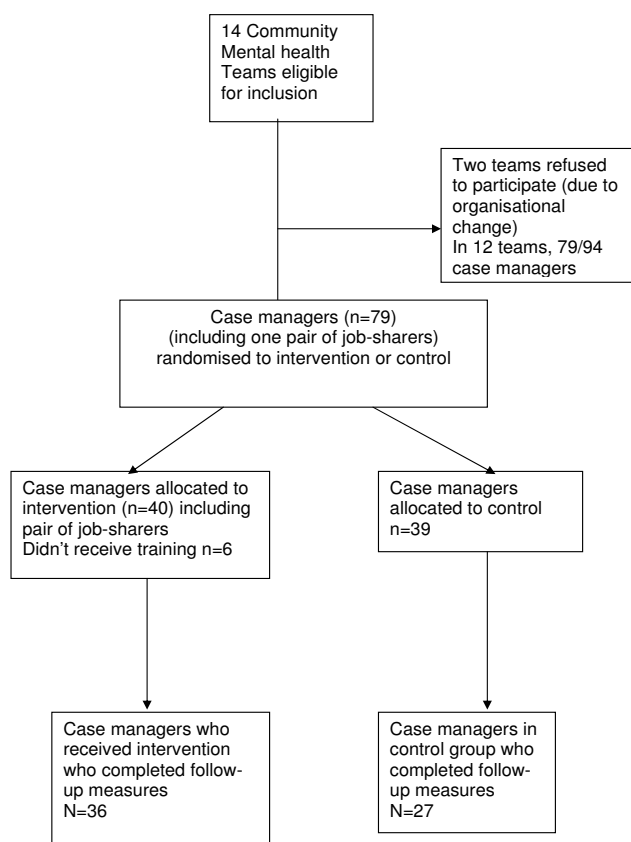 14 Community
Mental health
Teams eligible
for inclusion
Two teams refused
to participate (due to
organisational
change)
In 12 teams, 79/94
case managers
Case managers (n=79)
(including one pair of job-sharers)
randomised to intervention or control
Case managers allocated to
intervention (n=40) including
pair of job-sharers
Didn't receive training n=6
Case managers
allocated to control
n=39
Case managers who
received intervention
who completed follow-
up measures
N=36
Case managers in
control group who
completed follow-
up measures
N=27